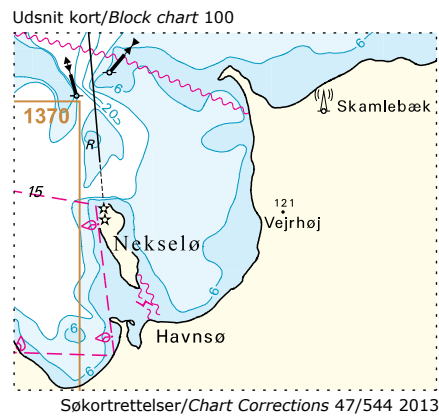 Udsnit kort/Block chart 100
6
6
20
1370
Skamlebæk
R
15
121
Vejrhøj
Nekselø
6
Havnsø
6
6
Søkortrettelser/Chart Corrections 47/544 2013